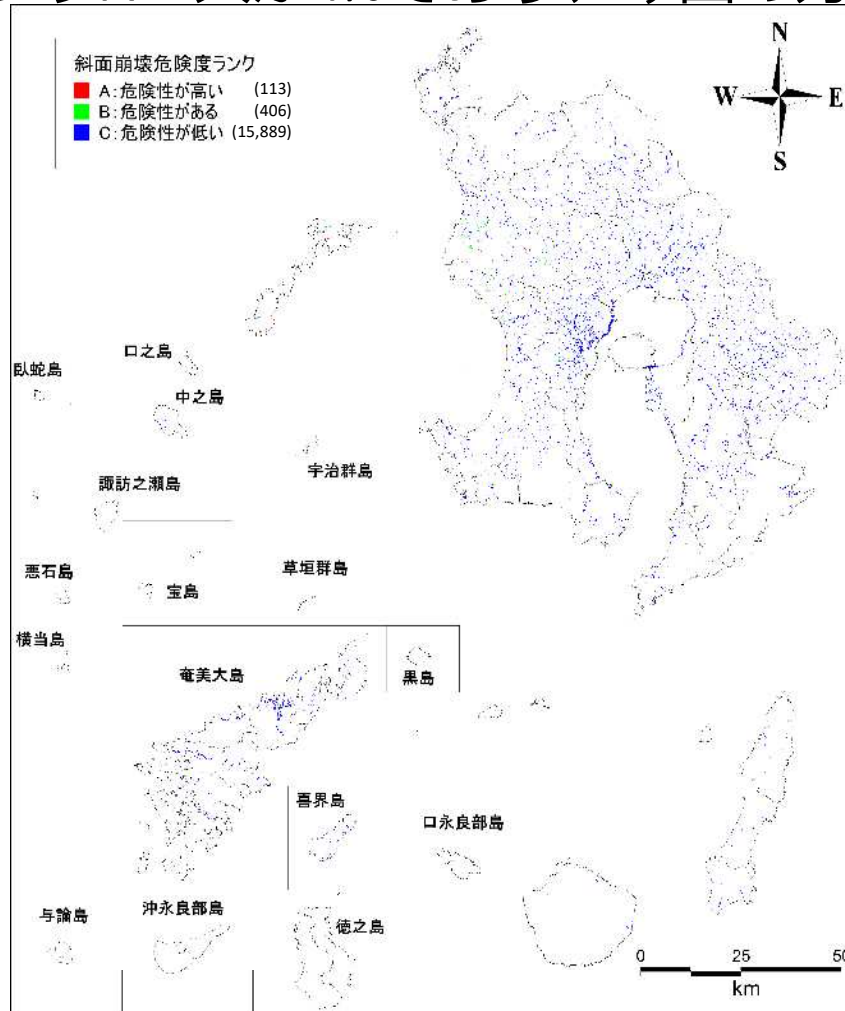 斜面崩壊危険度ランク
A:危険性が高い (113)
B:危険性がある (406)
C:危険性が低い (15,889)
N
W E
S
口之島
臥蛇島
中之島
宇治群島
諏訪之瀬島
悪石島
宝島
草垣群島
横当島
奄美大島
黒島
喜界島
口永良部島
与論島
沖永良部島
徳之島
0 25 50
km